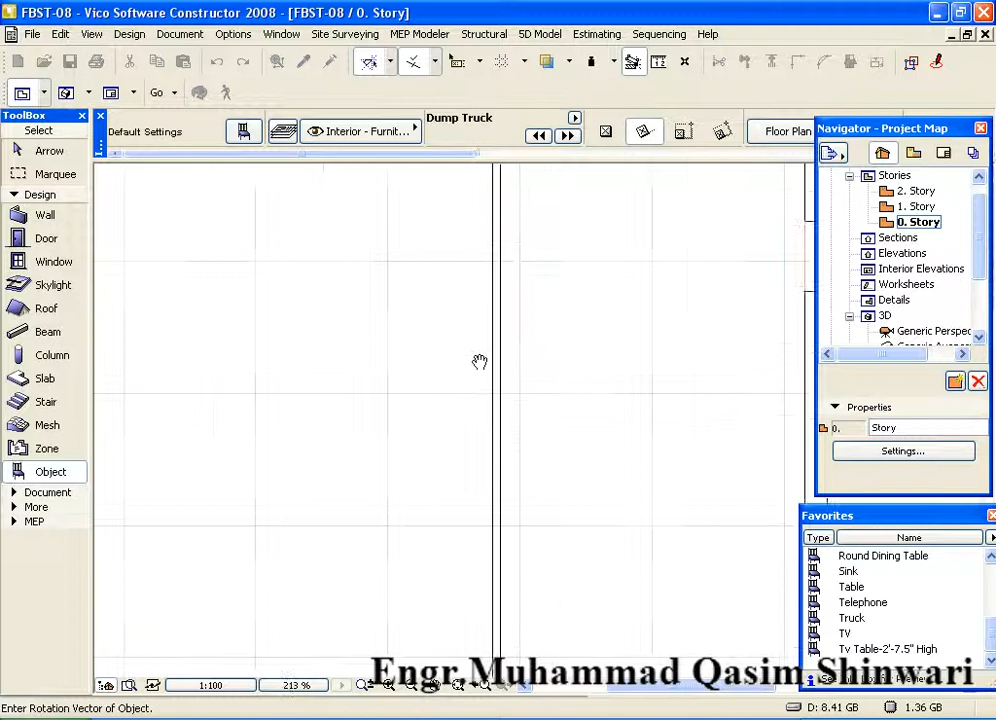 FBST-08 - Vico Software Constructor 2008 - [FBST-08 / 0. Story]
File Edit View Design Document Options Window Site Surveying MEP Modeler Structural 5D Model Estimating Sequencing Help
Go
ToolBox
Select
Arrow
Marquee
Design
Wall
Door
Window
Skylight
Roof
Beam
Column
Slab
Stair
Mesh
Zone
Object
Document
More
MEP
Default Settings
Interior - Furnit...
Dump Truck
Floor Plan
Navigator - Project Map
Stories
2. Story
1. Story
0. Story
Sections
Elevations
Interior Elevations
Worksheets
Details
3D
Generic Perspec
Properties
0. Story
Settings...
Favorites
Type Name
Round Dining Table
Sink
Table
Telephone
Truck
TV
Tv Table-2'-7.5" High
1:100 213 %
Engr.Muhammad Qasim Shinwari
Enter Rotation Vector of Object.
D: 8.41 GB 1.36 GB